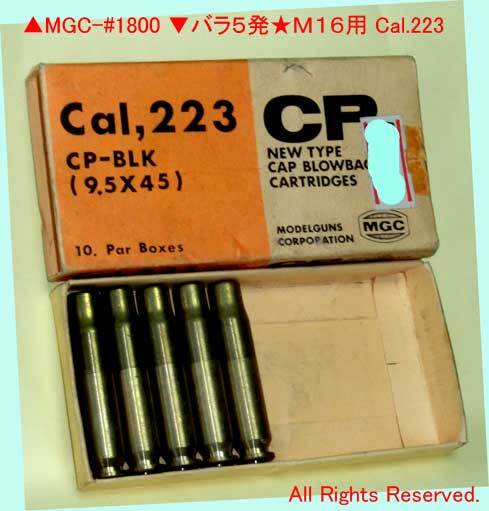 ▲MGC-#1800 ▼バラ5発★M16用 Cal.223
Cal,223
CP-BLK
(9,5X45)
10. Par Boxes
CP
NEW TYPE
CAP BLOWBA
CARTRIDGES
MODELGUNS
CORPORATION
MGC
All Rights Reserved.